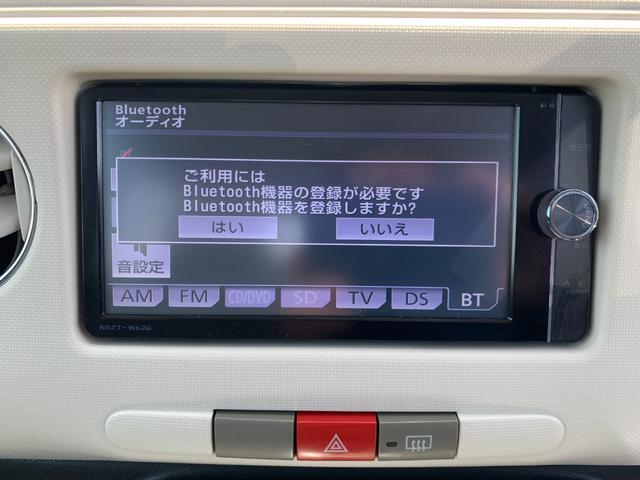 Bluetooth
オーディオ
ご利用には
Bluetooth機器の登録が必要です
Bluetooth機器を登録しますか?
はい
いいえ
音設定
AM
FM
CD/DVD
SD
TV
DS
BT
NSZT-W62G